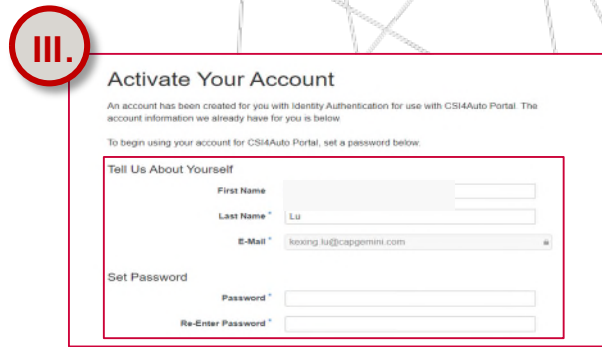 III.
Activate Your Account
An account has been created for you with Identity Authentication for use with CSI4Auto Portal. The
account information we already have for you is below
To begin using your account for CSI4Auto Portal, set a password below.
Tell Us About Yourself
First Name
Last Name * Lu
E-Mail * kexing.lu@capgemini.com
Set Password
Password *
Re-Enter Password *